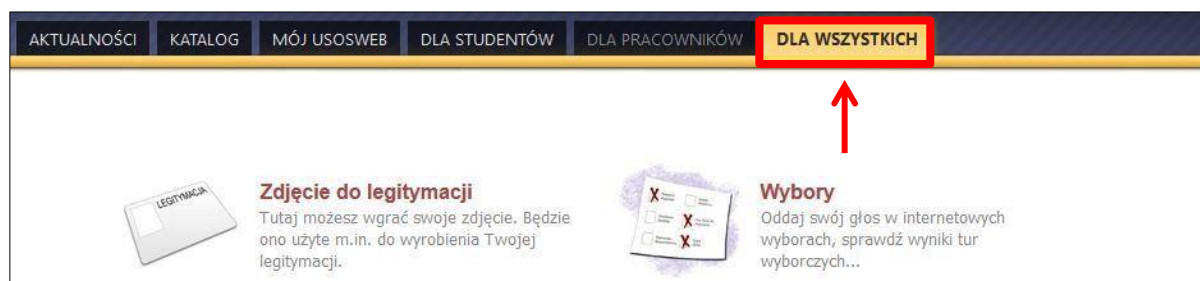 AKTUALNOŚCI KATALOG MÓJ USOSWEB DLA STUDENTÓW DLA PRACOWNIKÓW DLA WSZYSTKICH
LEGITYMACJA
Zdjęcie do legitymacji
Tutaj możesz wgrać swoje zdjęcie. Będzie
ono użyte m.in. do wyrobienia Twojej
legitymacji.
Wybory
Oddaj swój głos w internetowych
wyborach, sprawdź wyniki tur
wyborczych...